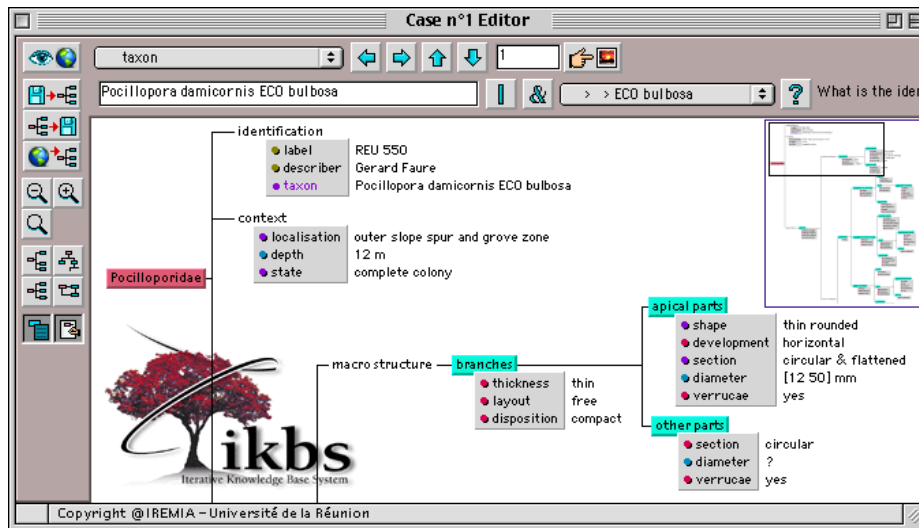 Case n°1 Editor
taxon
1
Pocillopora damicornis ECO bulbosa
&
> > ECO bulbosa
?
What is the iden
identification
label REU 550
describer Gerard Faure
taxon Pocillopora damicornis ECO bulbosa
context
localisation outer slope spur and grove zone
depth 12 m
state complete colony
Pocilloporidae
apical parts
shape thin rounded
development horizontal
section circular & flattened
diameter [12 50] mm
verrucae yes
macro structure
branches
thickness thin
layout free
disposition compact
other parts
section circular
diameter ?
verrucae yes
ikbs
Iterative Knowledge Base System
Copyright @IREMIA - Université de la Réunion